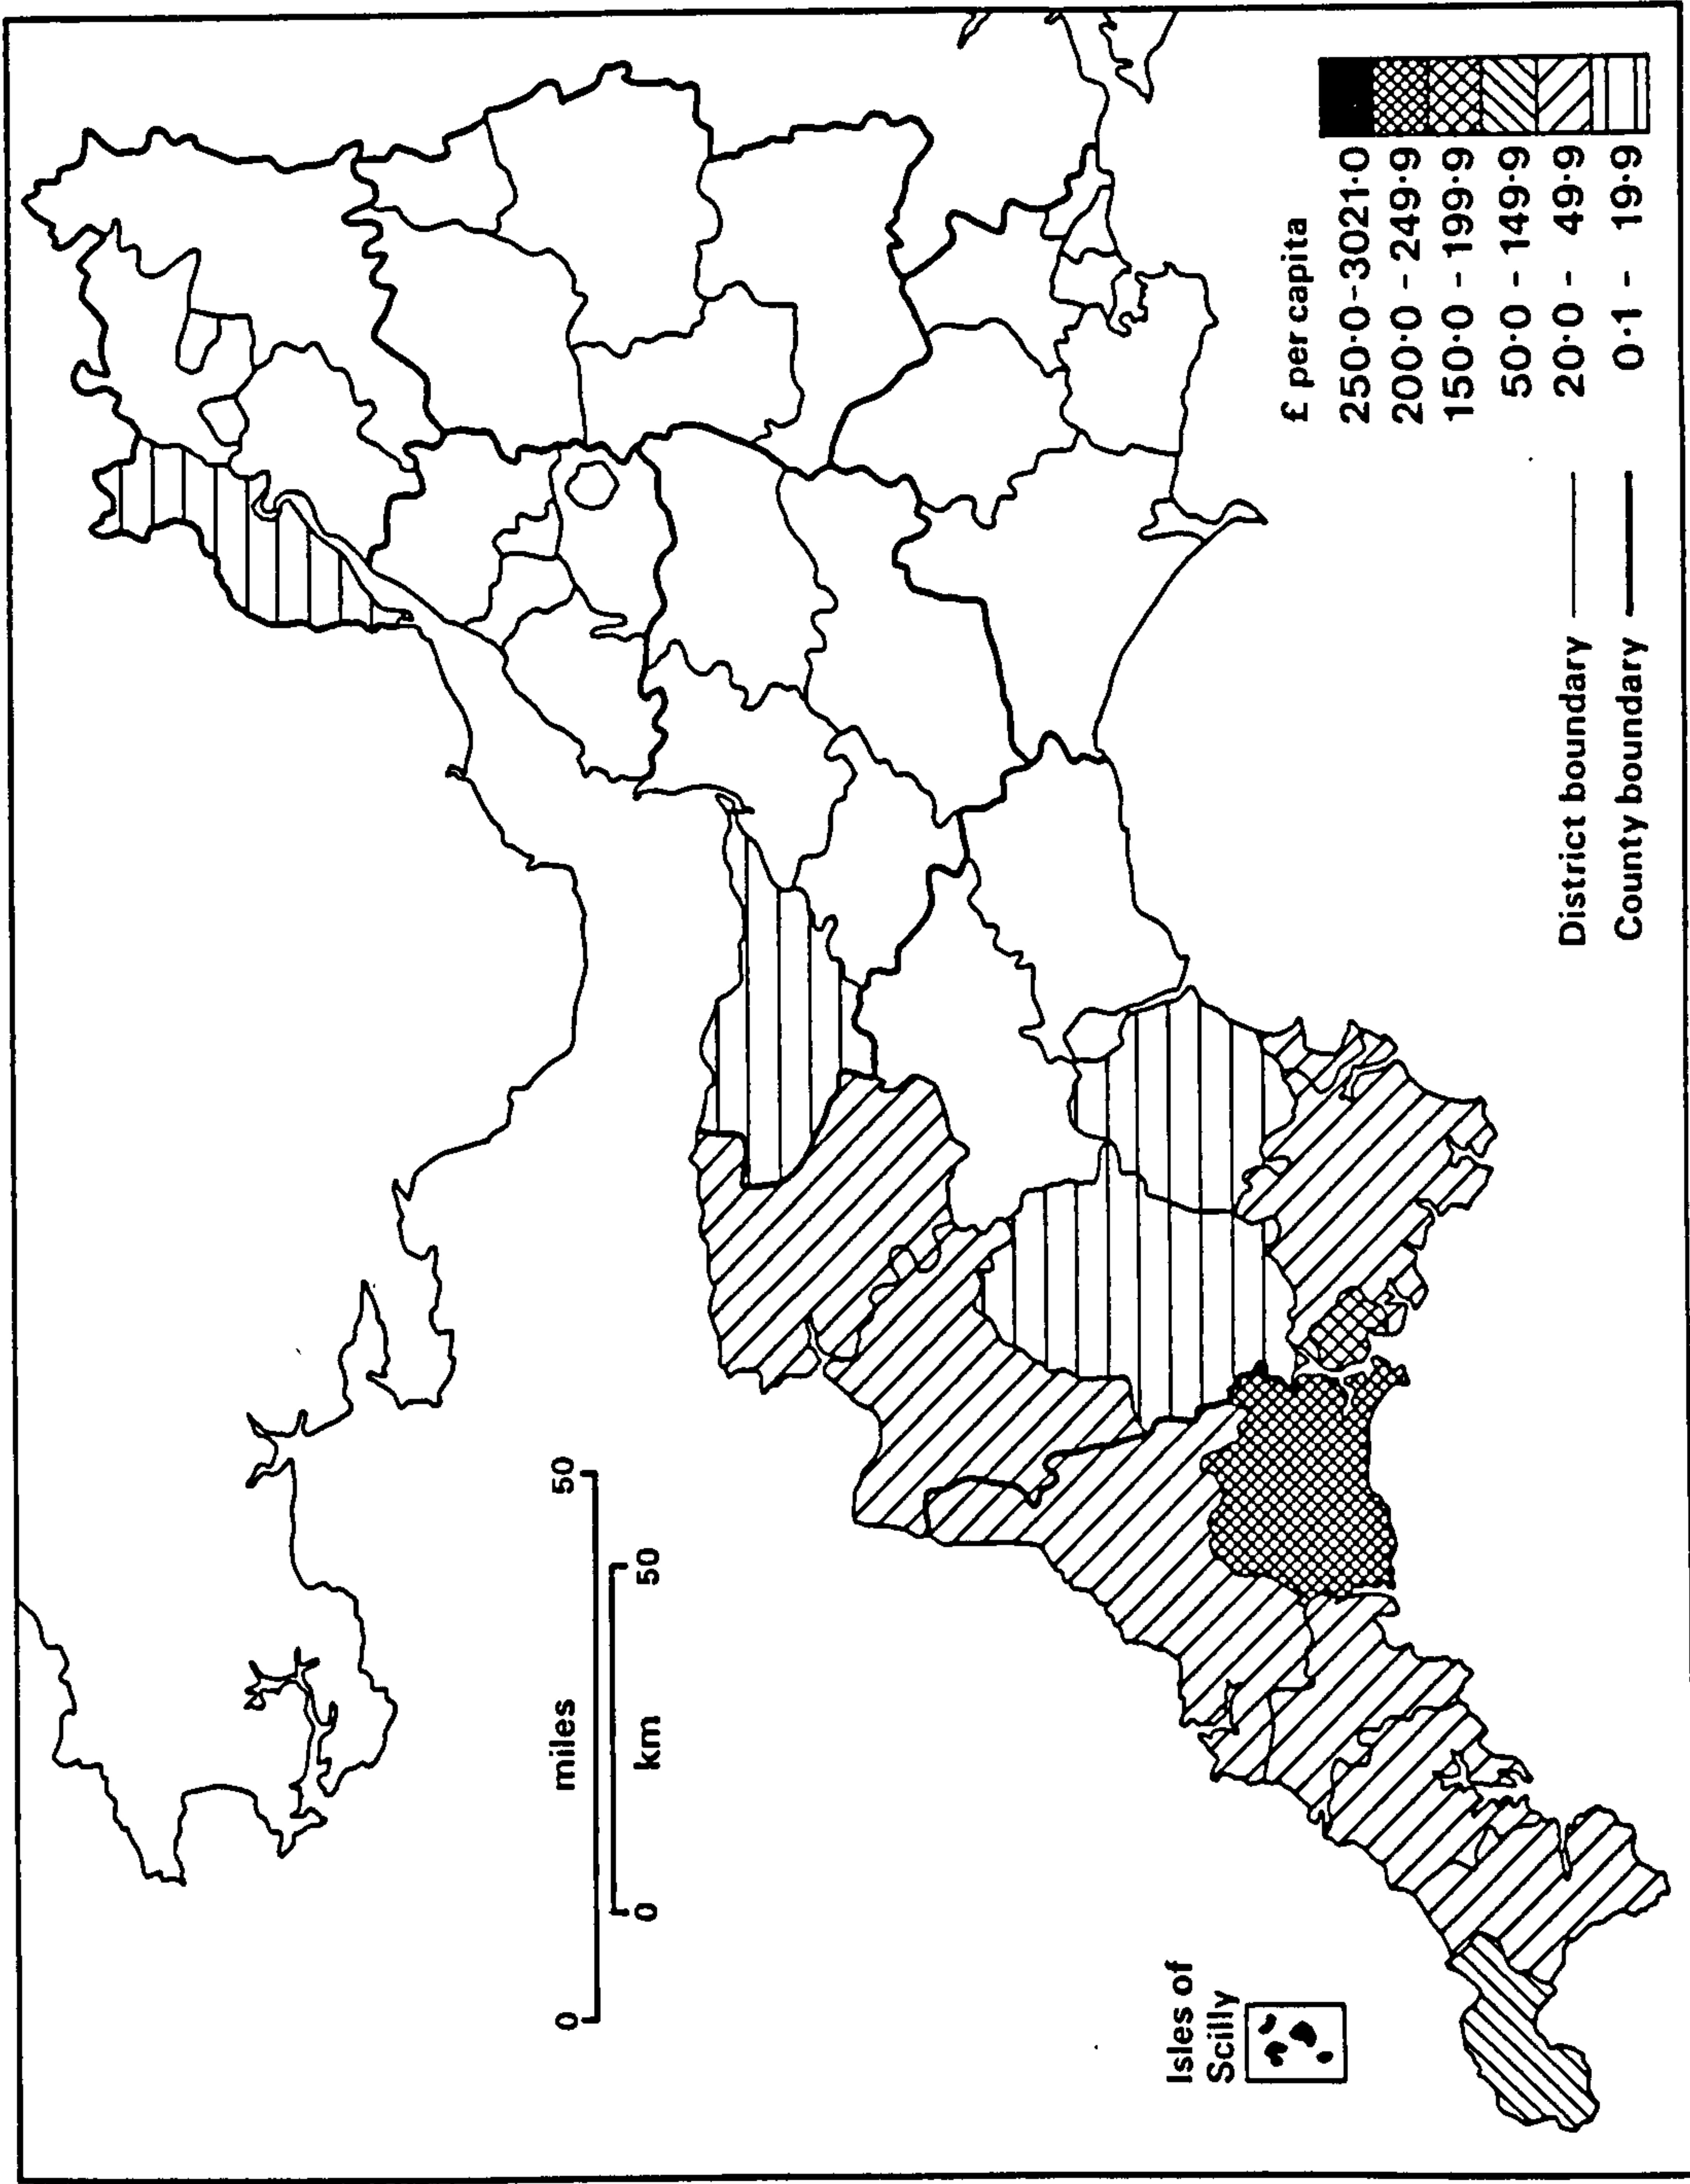 miles
0 50
0 50
km
Isles of
Scilly
£ per capita
250·0-3021·0
200·0 - 249·9
150·0 - 199·9
50·0 - 149·9
20·0 - 49·9
0·1 - 19·9
District boundary
County boundary